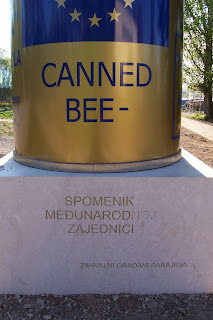 CANNED
BEE-
SPOMENIK
MEĐUNARODNOJ
ZAJEDNICI
ZAHVALNI GRAĐANI SARAJEVA